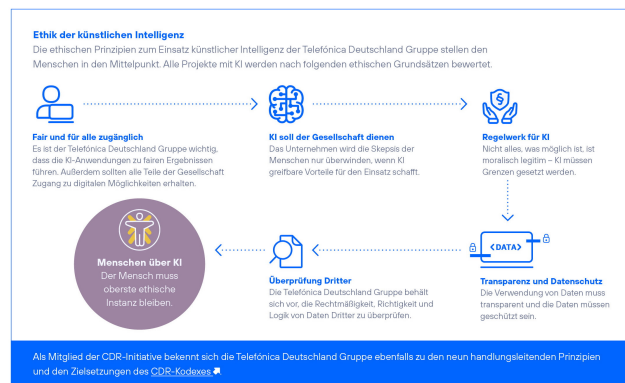 Ethik der künstlichen Intelligenz
Die ethischen Prinzipien zum Einsatz künstlicher Intelligenz der Telefónica Deutschland Gruppe stellen den
Menschen in den Mittelpunkt. Alle Projekte mit KI werden nach folgenden ethischen Grundsätzen bewertet.
Fair und für alle zugänglich
Es ist der Telefónica Deutschland Gruppe wichtig,
dass die KI-Anwendungen zu fairen Ergebnissen
führen. Außerdem sollten alle Teile der Gesellschaft
Zugang zu digitalen Möglichkeiten erhalten.
KI soll der Gesellschaft dienen
Das Unternehmen wird die Skepsis der
Menschen nur überwinden, wenn KI
greifbare Vorteile für den Einsatz schafft.
§
Regelwerk für KI
Nicht alles, was möglich ist, ist
moralisch legitim – KI müssen
Grenzen gesetzt werden.
<DATA>
Transparenz und Datenschutz
Die Verwendung von Daten muss
transparent und die Daten müssen
geschützt sein.
Überprüfung Dritter
Die Telefónica Deutschland Gruppe behält
sich vor, die Rechtmäßigkeit, Richtigkeit und
Logik von Daten Dritter zu überprüfen.
Menschen über KI
Der Mensch muss
oberste ethische
Instanz bleiben.
Als Mitglied der CDR-Initiative bekennt sich die Telefónica Deutschland Gruppe ebenfalls zu den neun handlungsleitenden Prinzipien
und den Zielsetzungen des CDR-Kodexes